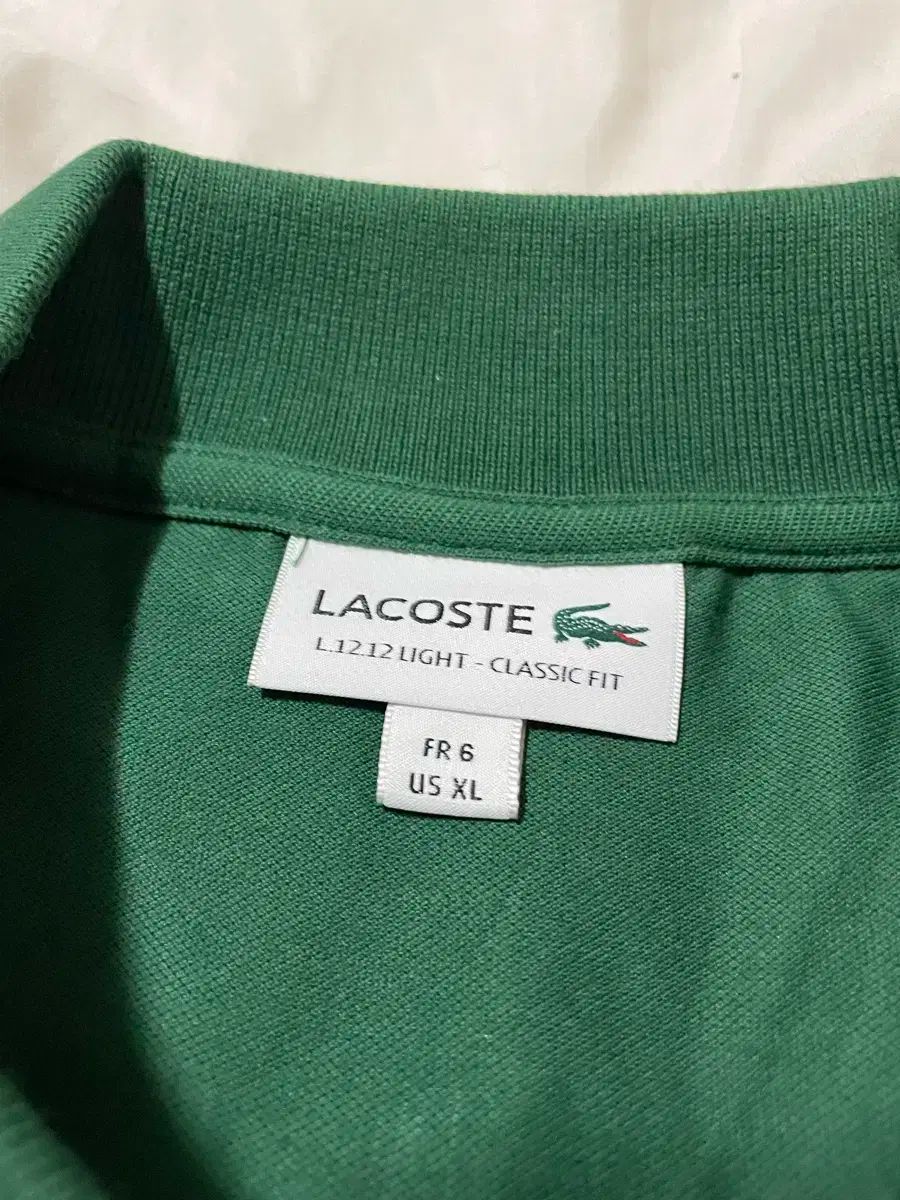 LACOSTE
L.12.12 LIGHT - CLASSIC FIT
FR 6
US XL